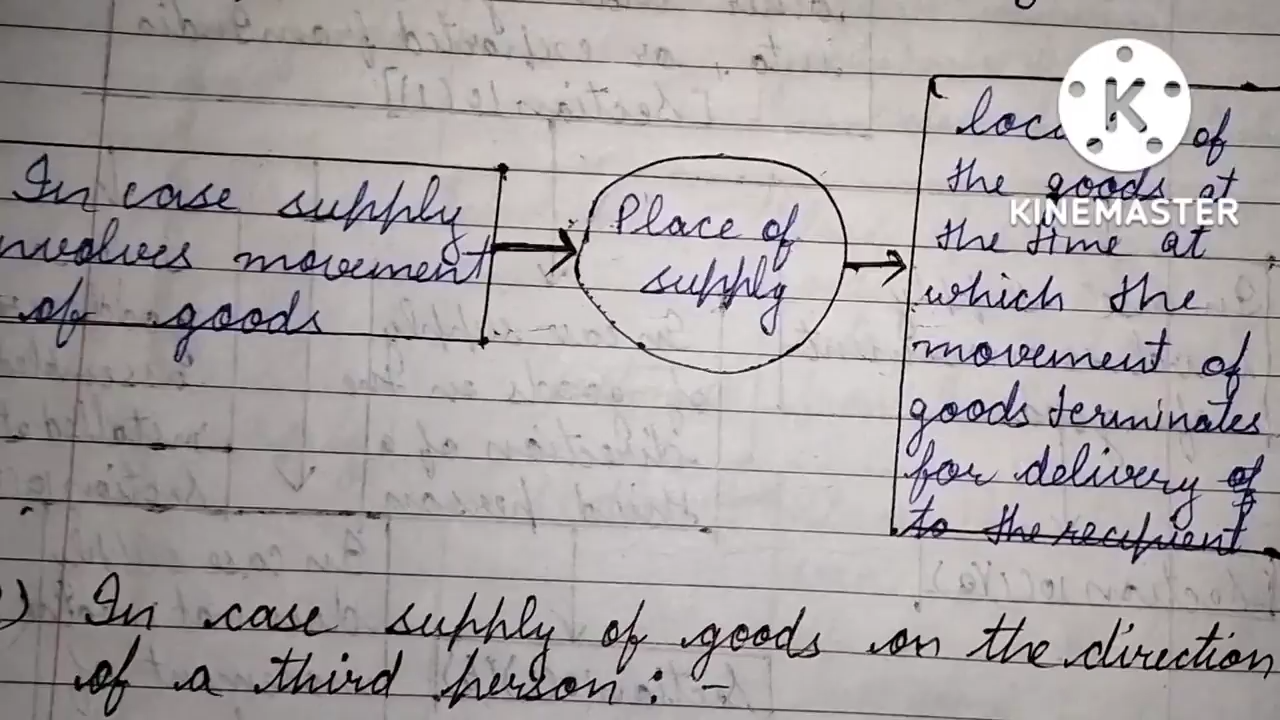 In case supply
nvolves movement
of goods
Place of
supply
of
the goods at
the time at
which the
movement of
goods terminates
for delivery of
to the recipient
) In case supply of goods on the direction
of a third person : -
K
KINEMASTER